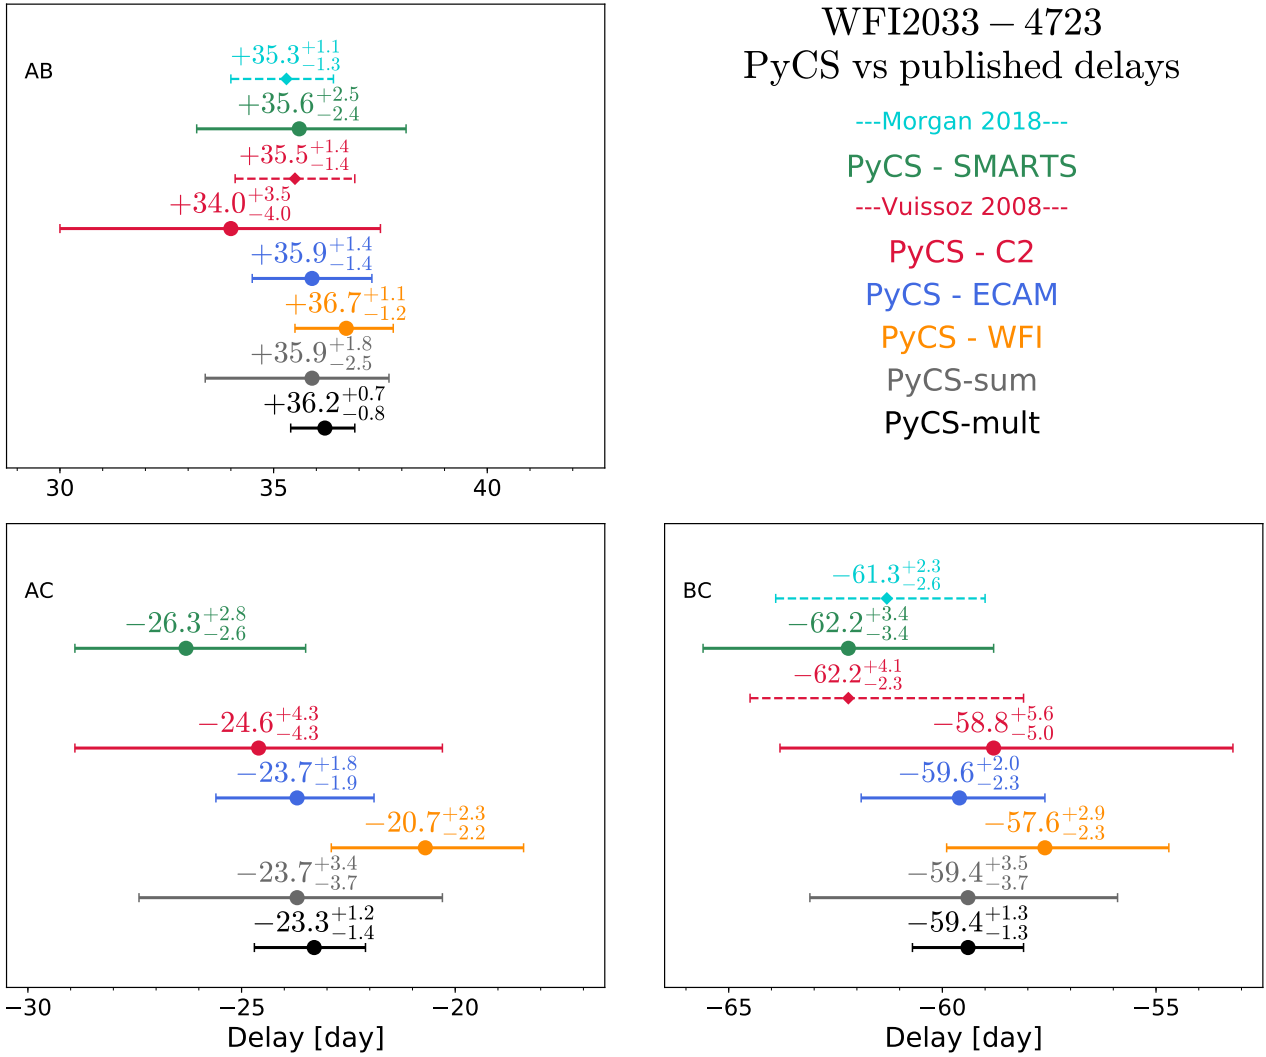 WFI2033 − 4723
PyCS vs published delays
---Morgan 2018---
PyCS - SMARTS
---Vuissoz 2008---
PyCS - C2
PyCS - ECAM
PyCS - WFI
PyCS-sum
PyCS-mult
AB
+35.3 +1.1 −1.3
+35.6 +2.5 −2.4
+35.5 +1.4 −1.4
+34.0 +3.5 −4.0
+35.9 +1.4 −1.4
+36.7 +1.1 −1.2
+35.9 +1.8 −2.5
+36.2 +0.7 −0.8
30 35 40
AC
−26.3 +2.8 −2.6
−24.6 +4.3 −4.3
−23.7 +1.8 −1.9
−20.7 +2.3 −2.2
−23.7 +3.4 −3.7
−23.3 +1.2 −1.4
−30 −25 −20
Delay [day]
BC
−61.3 +2.3 −2.6
−62.2 +3.4 −3.4
−62.2 +4.1 −2.3
−58.8 +5.6 −5.0
−59.6 +2.0 −2.3
−57.6 +2.9 −2.3
−59.4 +3.5 −3.7
−59.4 +1.3 −1.3
−65 −60 −55
Delay [day]